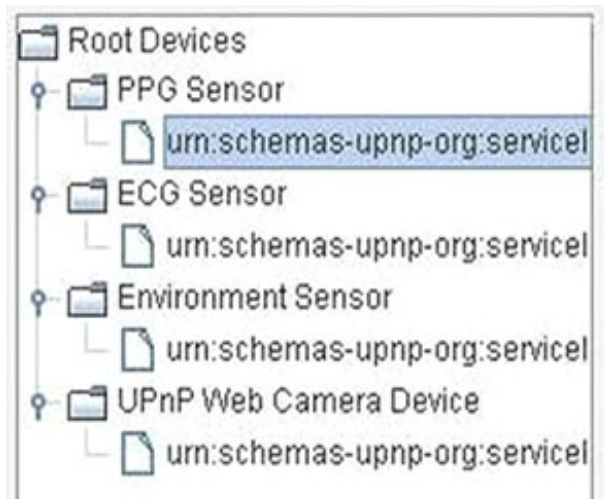 Root Devices
PPG Sensor
urn:schemas-upnp-org:serviceI
ECG Sensor
urn:schemas-upnp-org:serviceI
Environment Sensor
urn:schemas-upnp-org:serviceI
UPnP Web Camera Device
urn:schemas-upnp-org:serviceI